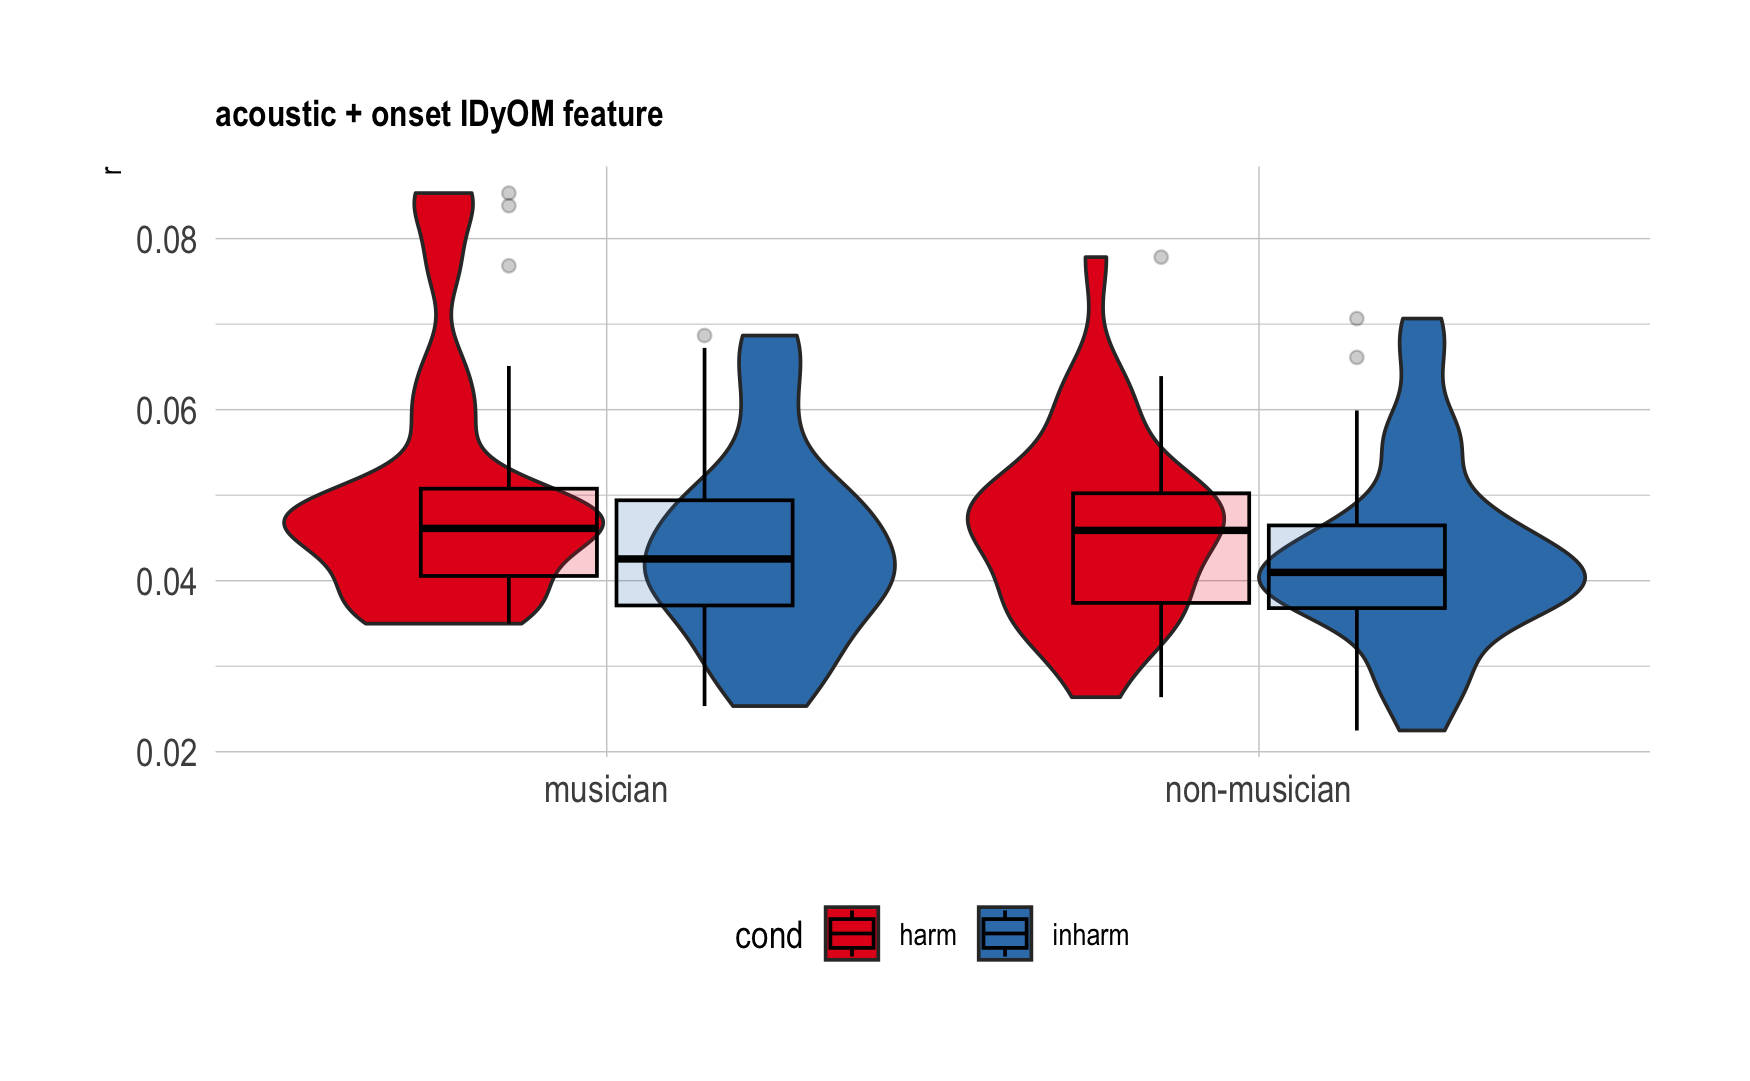 acoustic + onset IDyOM feature
r
0.08
0.06
0.04
0.02
musician non-musician
cond harm inharm